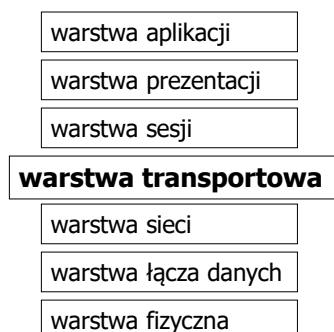 warstwa aplikacji
warstwa prezentacji
warstwa sesji
warstwa transportowa
warstwa sieci
warstwa łącza danych
warstwa fizyczna